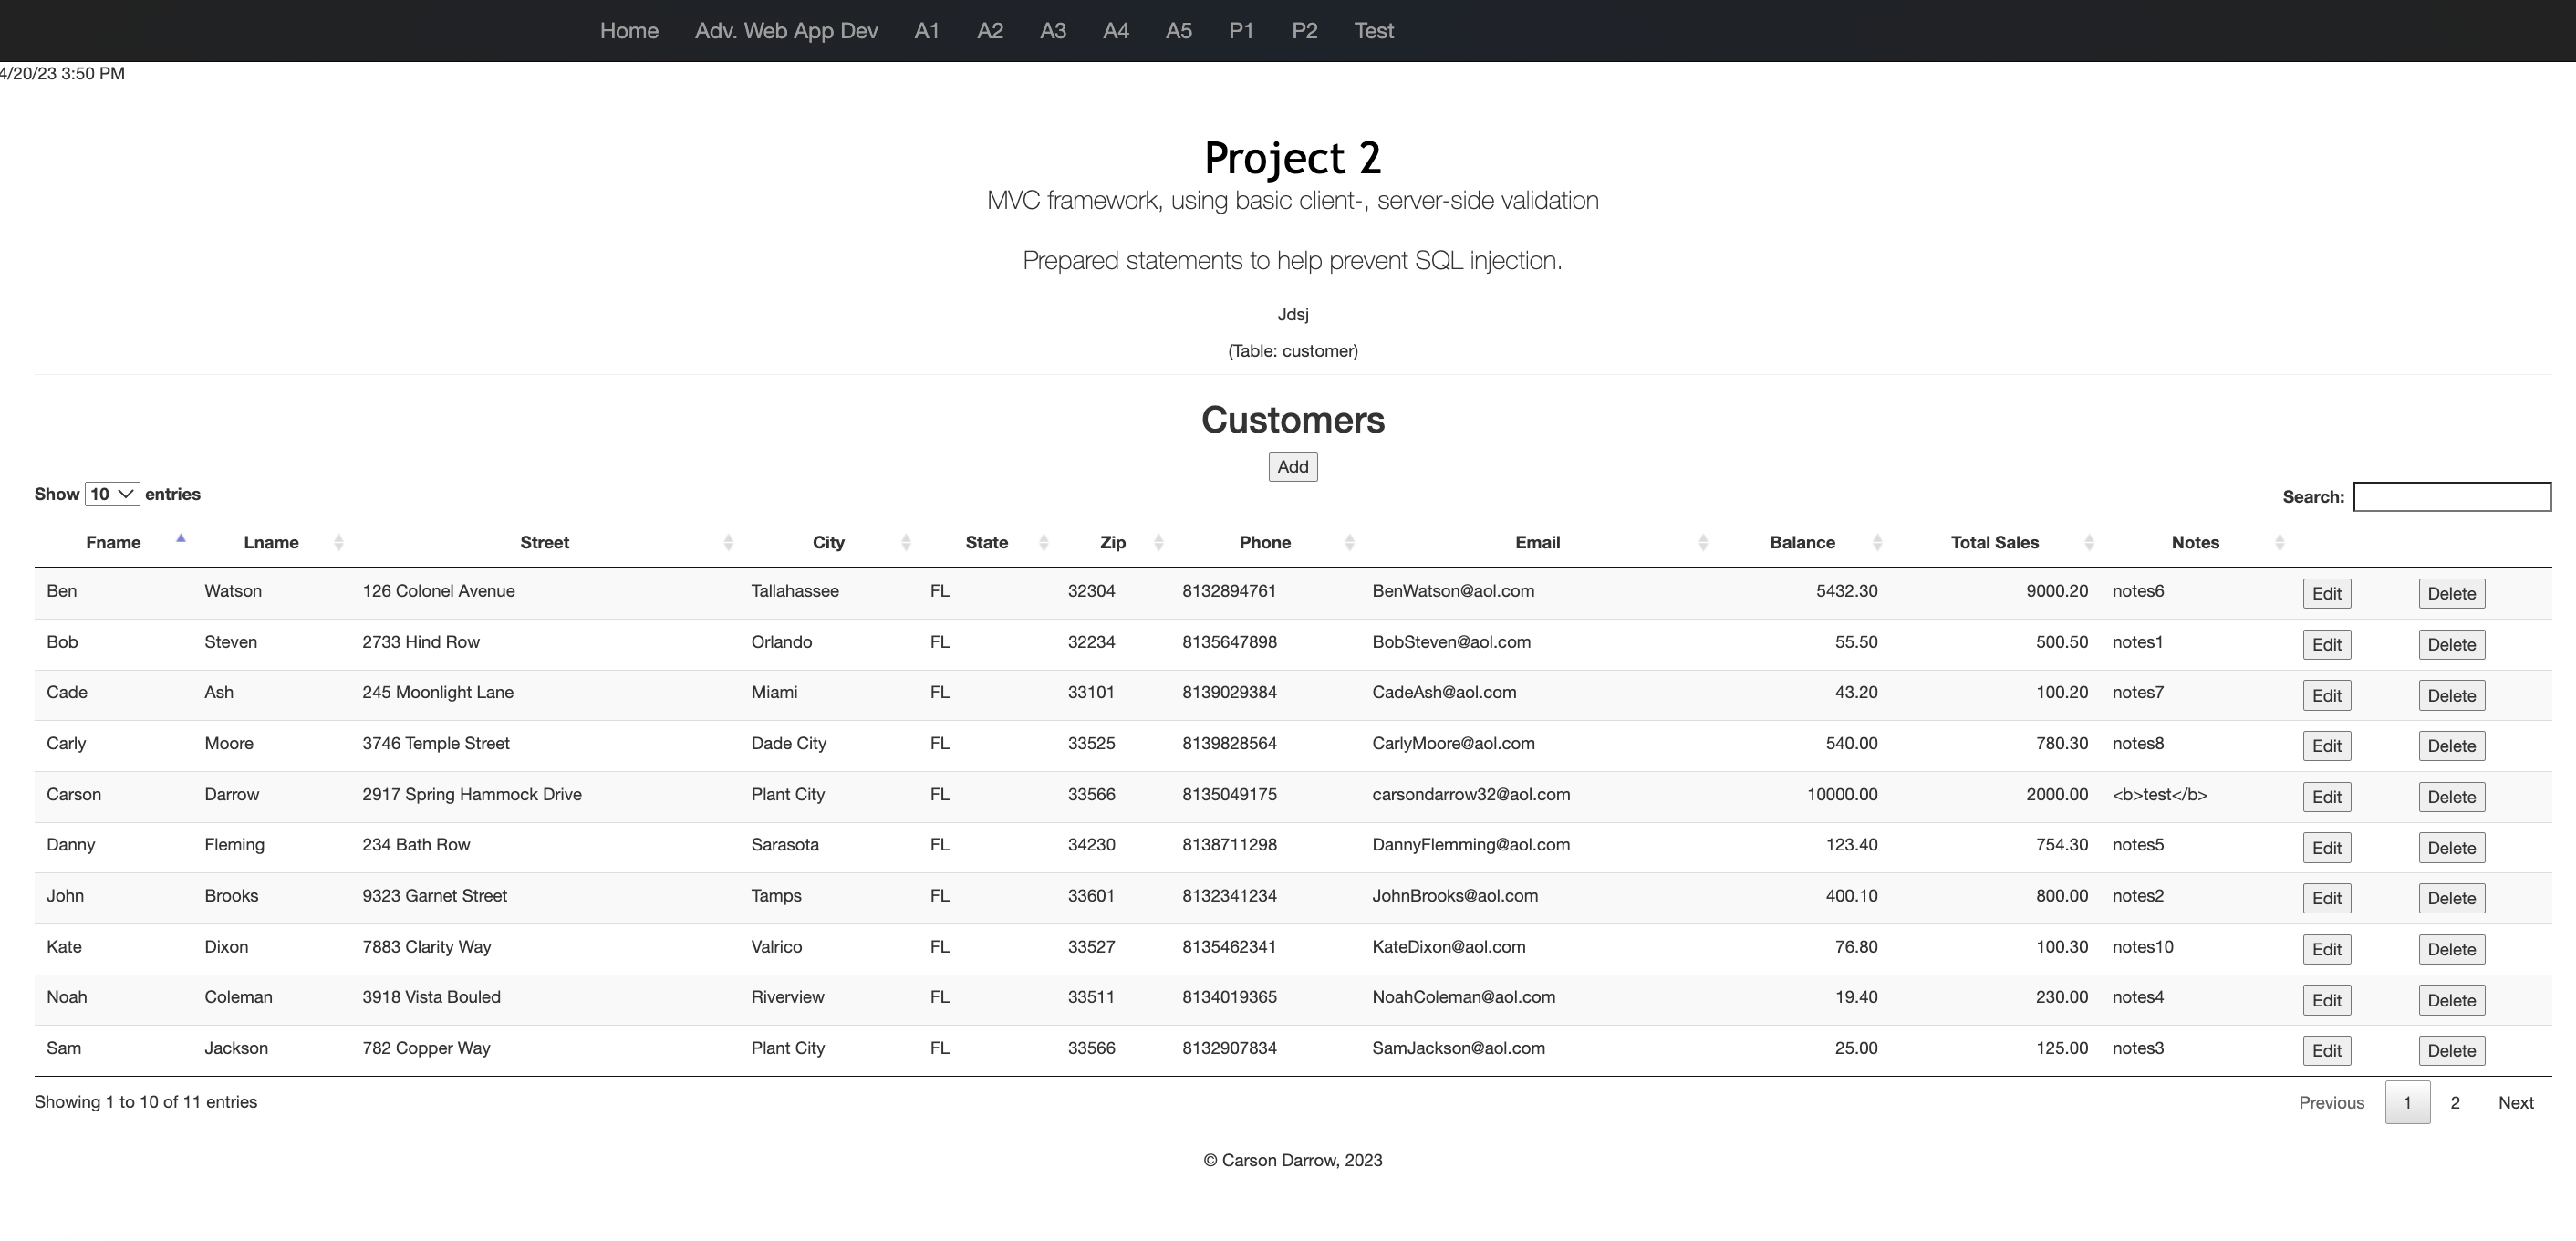 Home Adv. Web App Dev A1 A2 A3 A4 A5 P1 P2 Test
4/20/23 3:50 PM
Project 2
MVC framework, using basic client-, server-side validation
Prepared statements to help prevent SQL injection.
Jdsj
(Table: customer)
Customers
Add
Show 10 entries Search:
Fname Lname Street City State Zip Phone Email Balance Total Sales Notes
Ben Watson 126 Colonel Avenue Tallahassee FL 32304 8132894761 BenWatson@aol.com 5432.30 9000.20 notes6 Edit Delete
Bob Steven 2733 Hind Row Orlando FL 32234 8135647898 BobSteven@aol.com 55.50 500.50 notes1 Edit Delete
Cade Ash 245 Moonlight Lane Miami FL 33101 8139029384 CadeAsh@aol.com 43.20 100.20 notes7 Edit Delete
Carly Moore 3746 Temple Street Dade City FL 33525 8139828564 CarlyMoore@aol.com 540.00 780.30 notes8 Edit Delete
Carson Darrow 2917 Spring Hammock Drive Plant City FL 33566 8135049175 carsondarrow32@aol.com 10000.00 2000.00 <b>test</b> Edit Delete
Danny Fleming 234 Bath Row Sarasota FL 34230 8138711298 DannyFlemming@aol.com 123.40 754.30 notes5 Edit Delete
John Brooks 9323 Garnet Street Tamps FL 33601 8132341234 JohnBrooks@aol.com 400.10 800.00 notes2 Edit Delete
Kate Dixon 7883 Clarity Way Valrico FL 33527 8135462341 KateDixon@aol.com 76.80 100.30 notes10 Edit Delete
Noah Coleman 3918 Vista Bouled Riverview FL 33511 8134019365 NoahColeman@aol.com 19.40 230.00 notes4 Edit Delete
Sam Jackson 782 Copper Way Plant City FL 33566 8132907834 SamJackson@aol.com 25.00 125.00 notes3 Edit Delete
Showing 1 to 10 of 11 entries Previous 1 2 Next
© Carson Darrow, 2023